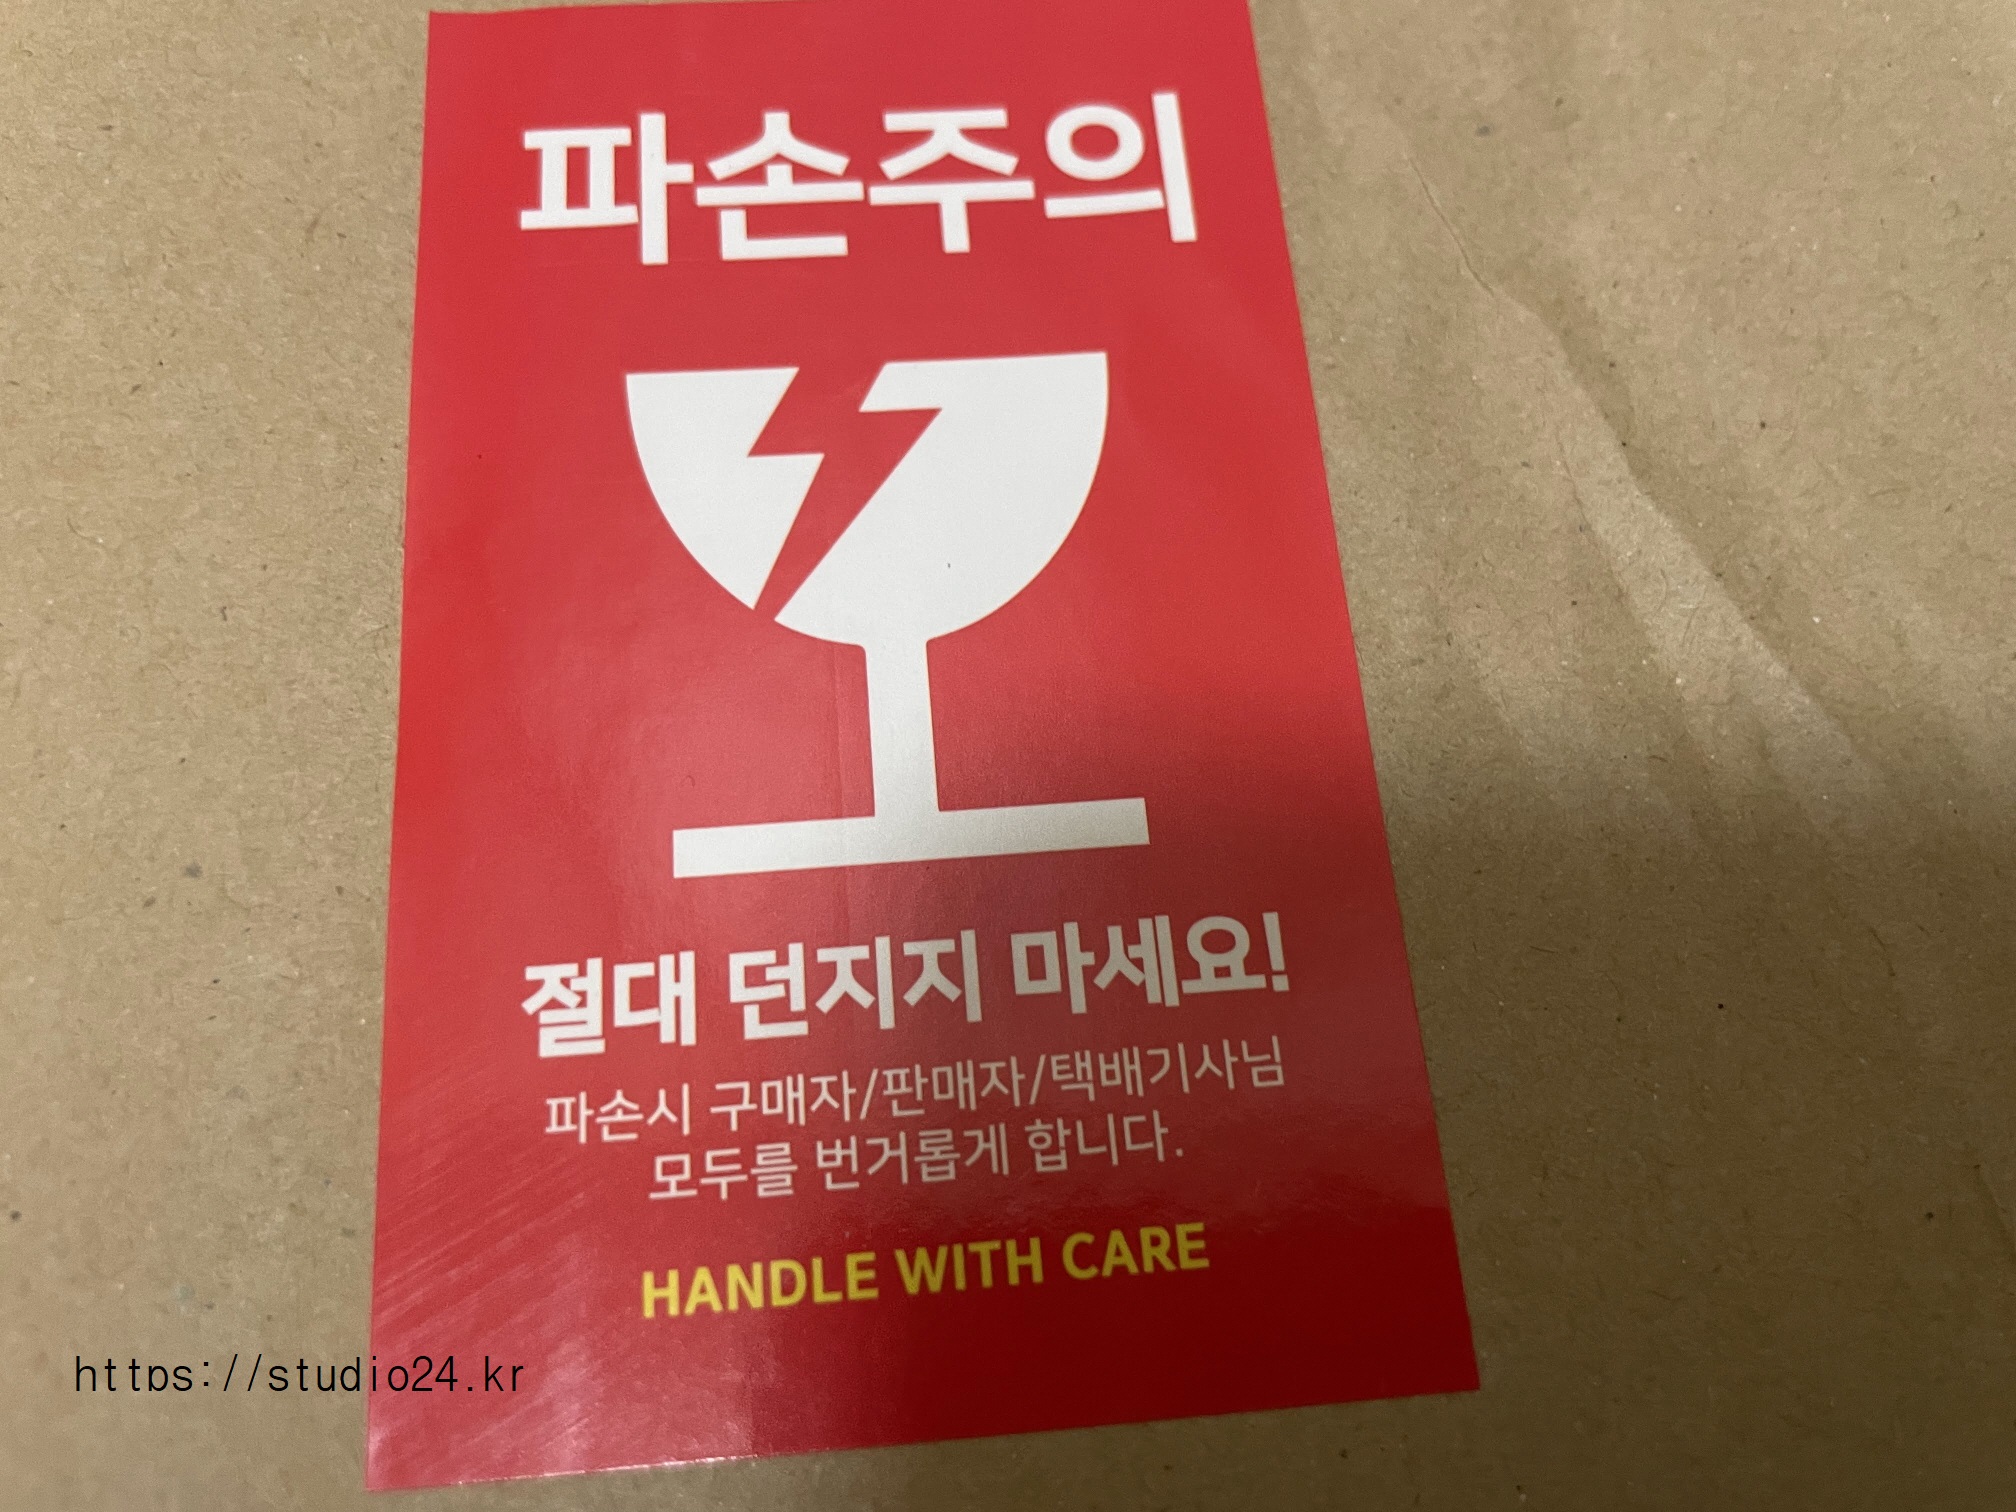 파손주의
절대 던지지 마세요!
파손시 구매자/판매자/택배기사님
모두를 번거롭게 합니다.
HANDLE WITH CARE
https://studio24.kr